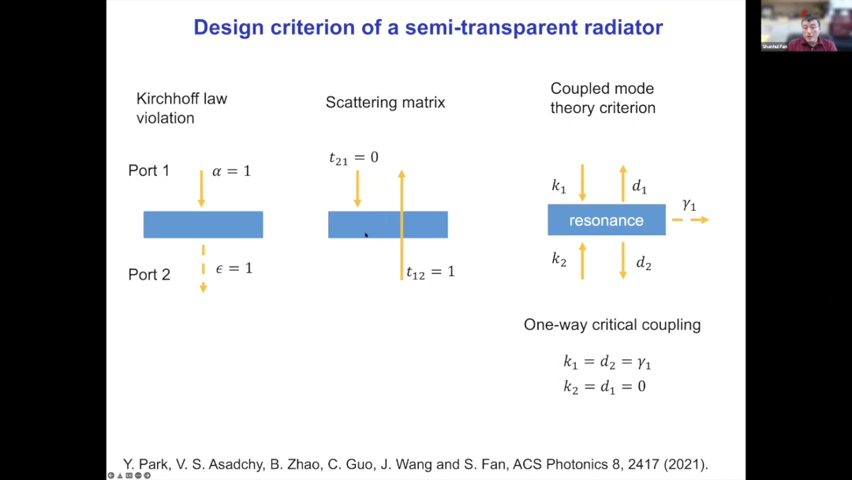 Design criterion of a semi-transparent radiator
Shanhui Fan
Kirchhoff law
violation
Port 1
α = 1
Port 2
ϵ = 1
Scattering matrix
t₂₁ = 0
t₁₂ = 1
Coupled mode
theory criterion
k₁
d₁
γ₁
resonance
k₂
d₂
One-way critical coupling
k₁ = d₂ = γ₁
k₂ = d₁ = 0
Y. Park, V. S. Asadchy, B. Zhao, C. Guo, J. Wang and S. Fan, ACS Photonics 8, 2417 (2021).